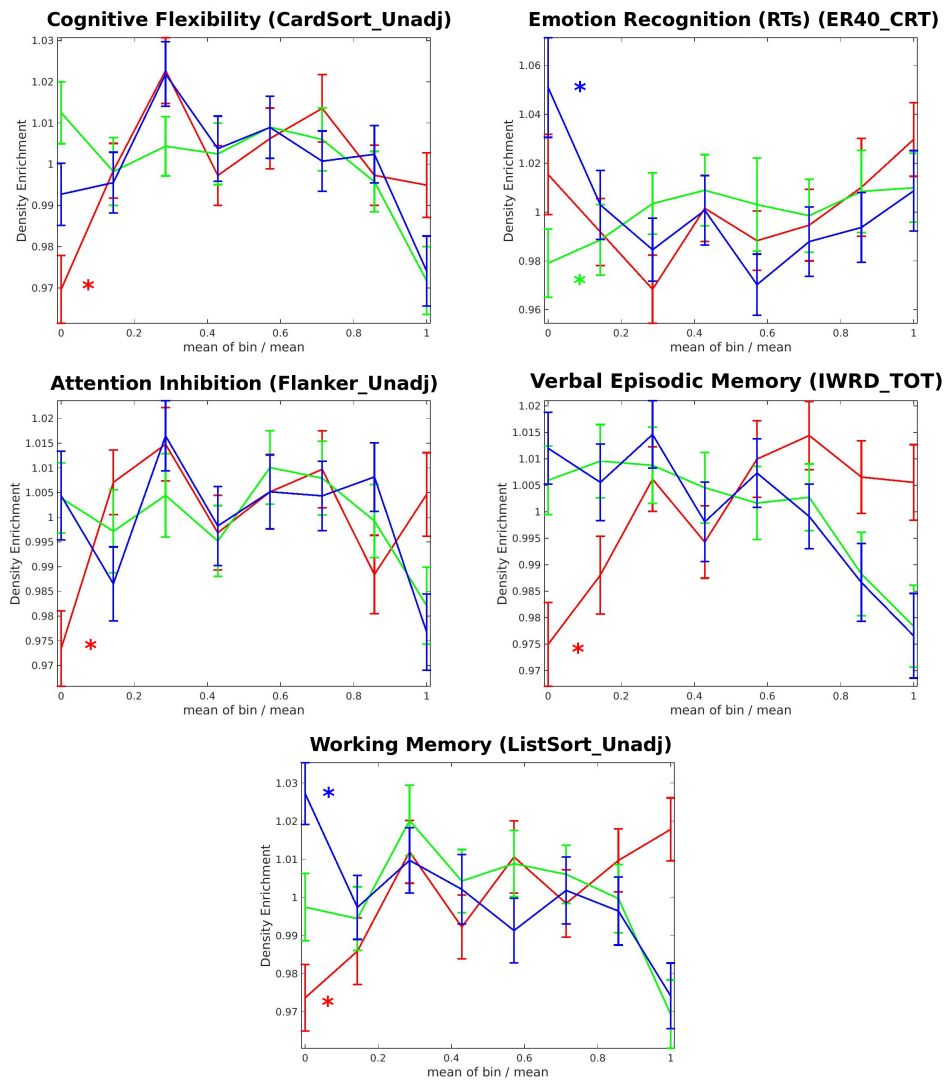 Cognitive Flexibility (CardSort_Unadj)
1.03
1.02
1.01
1
0.99
0.98
0.97
Density Enrichment
0 0.2 0.4 0.6 0.8 1
mean of bin / mean
*
Emotion Recognition (RTs) (ER40_CRT)
1.06
1.04
1.02
1
0.98
0.96
Density Enrichment
0 0.2 0.4 0.6 0.8 1
mean of bin / mean
*
*
Attention Inhibition (Flanker_Unadj)
1.02
1.015
1.01
1.005
1
0.995
0.99
0.985
0.98
0.975
0.97
Density Enrichment
0 0.2 0.4 0.6 0.8 1
mean of bin / mean
*
Verbal Episodic Memory (IWRD_TOT)
1.02
1.015
1.01
1.005
1
0.995
0.99
0.985
0.98
0.975
0.97
Density Enrichment
0 0.2 0.4 0.6 0.8 1
mean of bin / mean
*
Working Memory (ListSort_Unadj)
1.03
1.02
1.01
1
0.99
0.98
0.97
Density Enrichment
0 0.2 0.4 0.6 0.8 1
mean of bin / mean
*
*